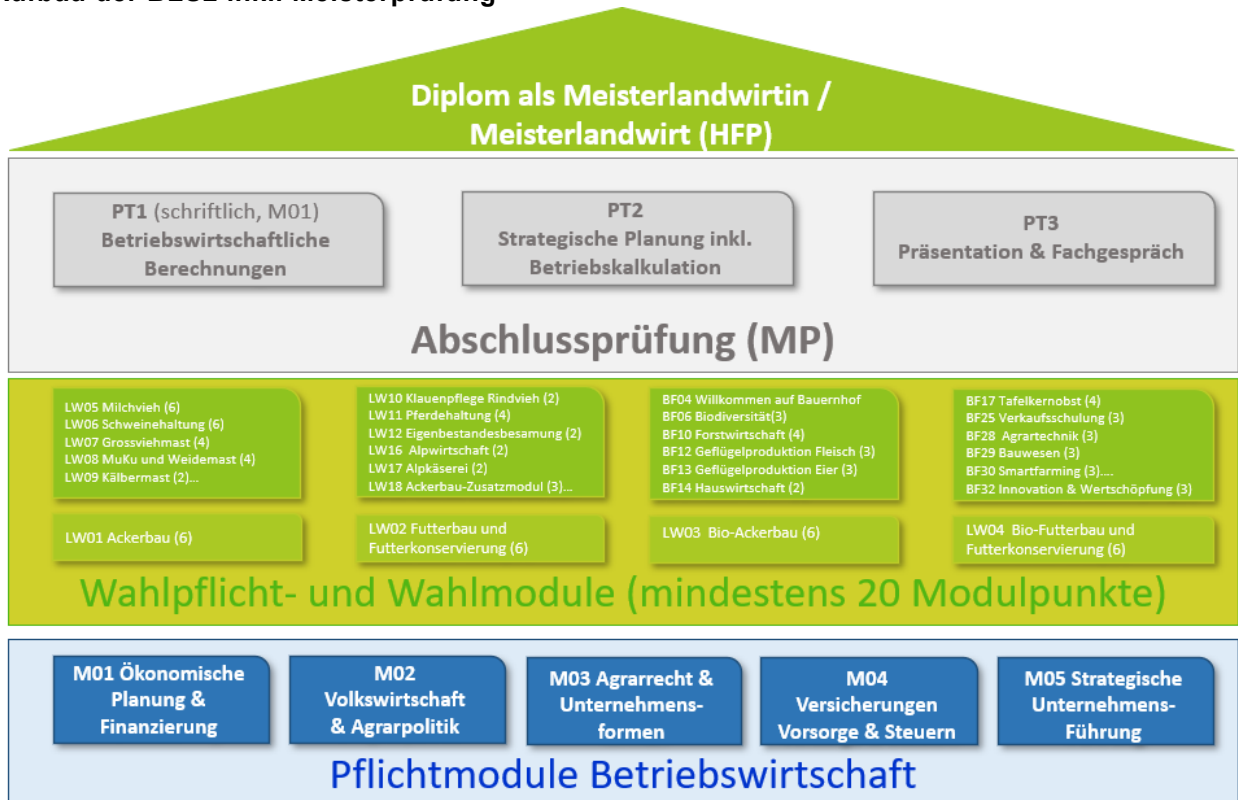 Diplom als Meisterlandwirtin /
Meisterlandwirt (HFP)
PT1 (schriftlich, M01)
Betriebswirtschaftliche
Berechnungen
PT2
Strategische Planung inkl.
Betriebskalkulation
PT3
Präsentation & Fachgespräch
Abschlussprüfung (MP)
LW05 Milchvieh (6)
LW06 Schweinehaltung (6)
LW07 Grossviehmast (4)
LW08 MuKu und Weidemast (4)
LW09 Kälbermast (2)...
LW10 Klauenpflege Rindvieh (2)
LW11 Pferdehaltung (4)
LW12 Eigenbestandesbesamung (2)
LW16 Alpwirtschaft (2)
LW17 Alpkäserei (2)
LW18 Ackerbau-Zusatzmodul (3)...
BF04 Willkommen auf Bauernhof
BF06 Biodiversität(3)
BF10 Forstwirtschaft (4)
BF12 Geflügelproduktion Fleisch (3)
BF13 Geflügelproduktion Eier (3)
BF14 Hauswirtschaft (2)
BF17 Tafelkernobst (4)
BF25 Verkaufsschulung (3)
BF28 Agrartechnik (3)
BF29 Bauwesen (3)
BF30 Smartfarming (3)....
BF32 Innovation & Wertschöpfung (3)
LW01 Ackerbau (6)
LW02 Futterbau und
Futterkonservierung (6)
LW03 Bio-Ackerbau (6)
LW04 Bio-Futterbau und
Futterkonservierung (6)
Wahlpflicht- und Wahlmodule (mindestens 20 Modulpunkte)
M01 Ökonomische
Planung &
Finanzierung
M02
Volkswirtschaft
& Agrarpolitik
M03 Agrarrecht &
Unternehmens-
formen
M04
Versicherungen
Vorsorge & Steuern
M05 Strategische
Unternehmens-
Führung
Pflichtmodule Betriebswirtschaft